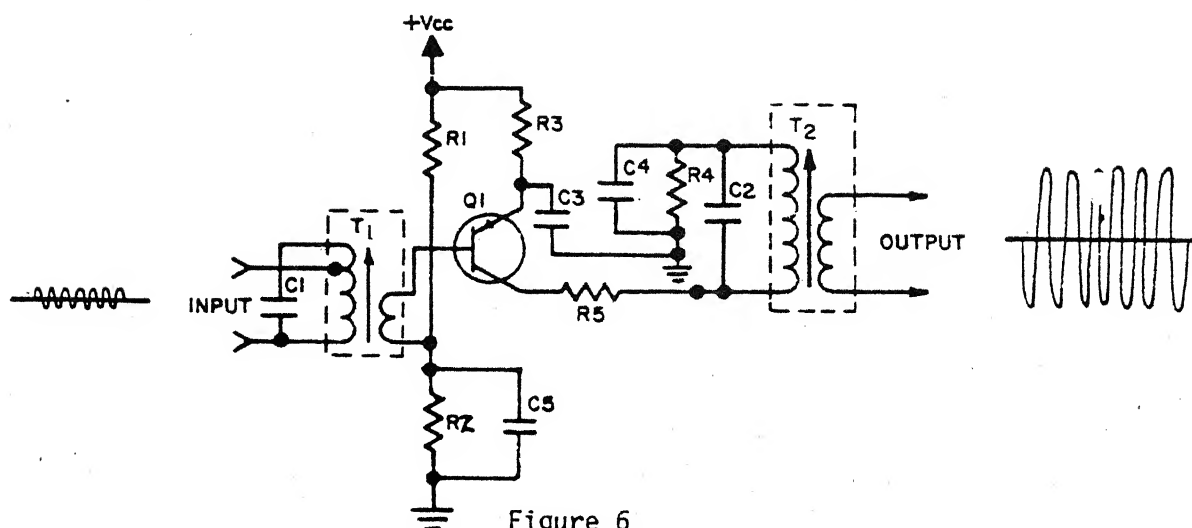 +Vcc
R1
R3
C4
R4
C2
T2
Q1
C3
T1
C1
INPUT
OUTPUT
R5
R2
C5
Figure 6